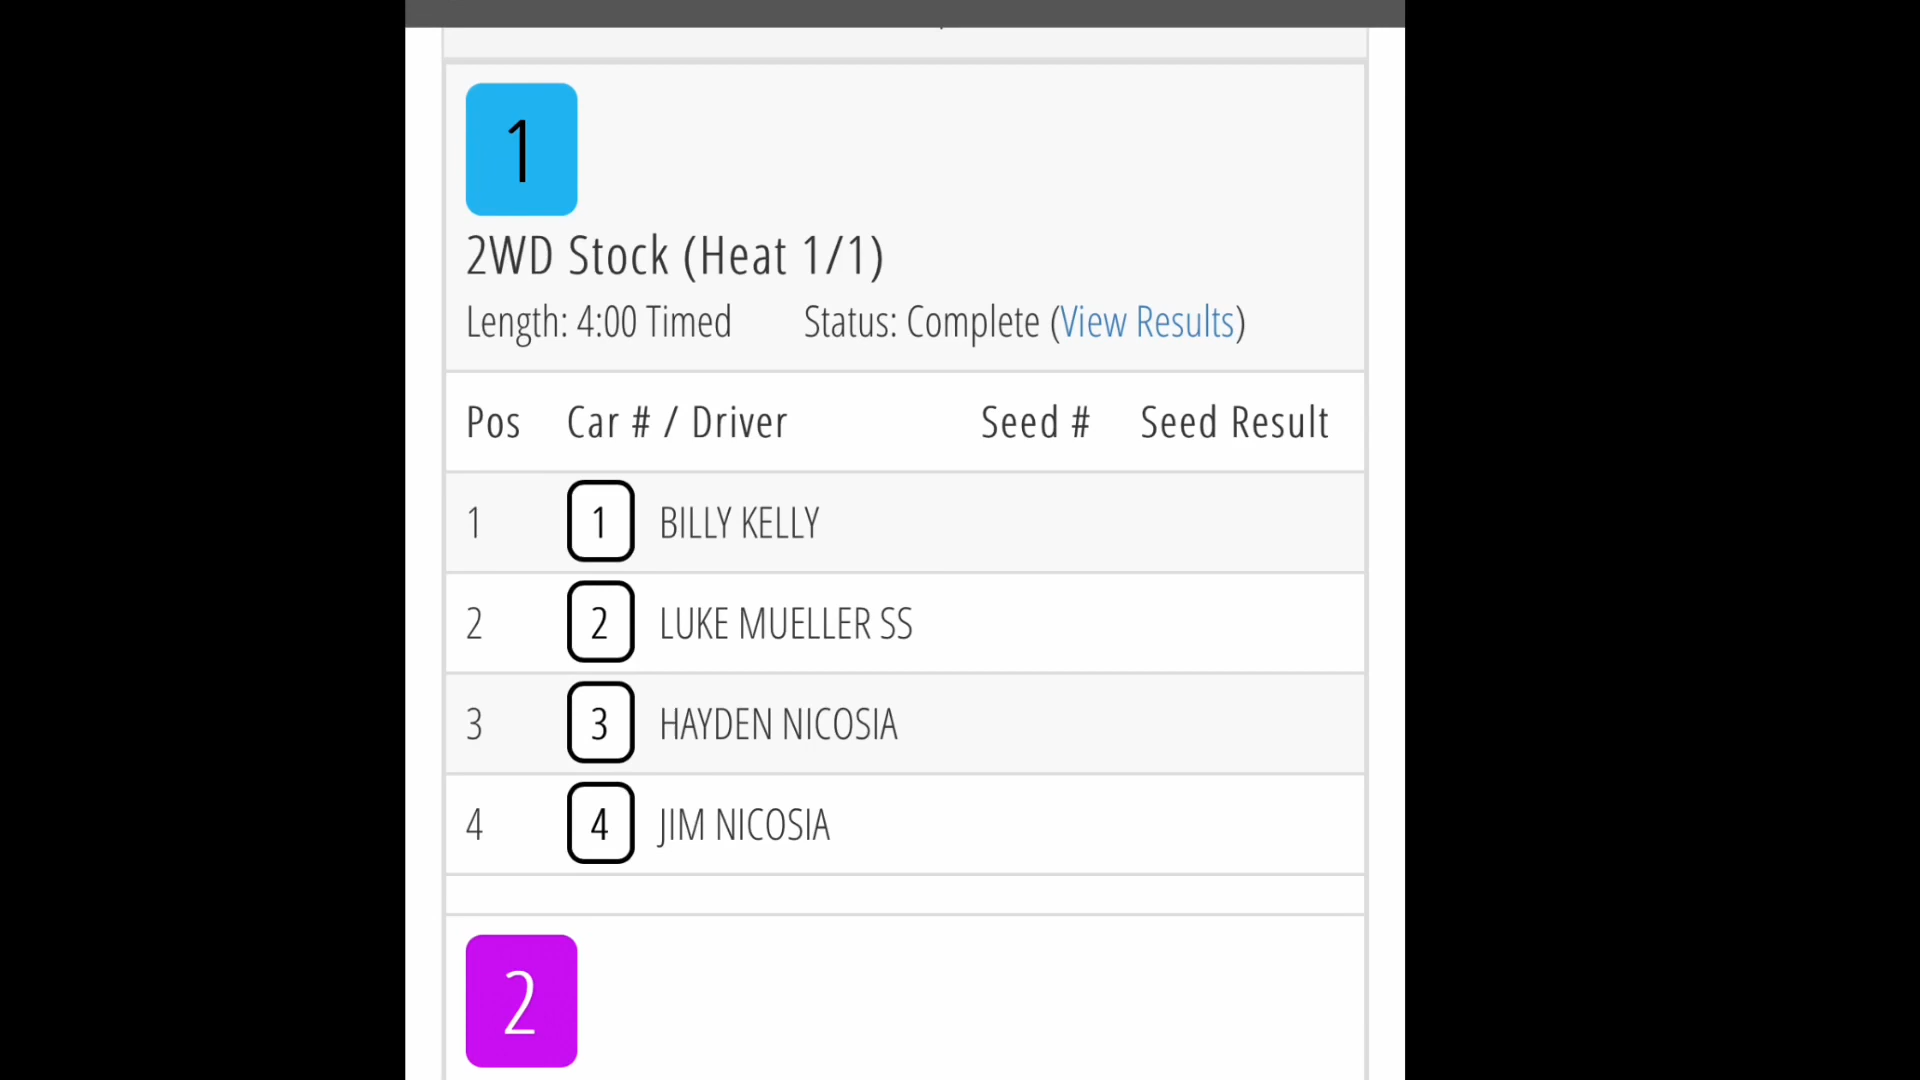 1
2WD Stock (Heat 1/1)
Length: 4:00 Timed Status: Complete (View Results)
Pos Car # / Driver Seed # Seed Result
1 1 BILLY KELLY
2 2 LUKE MUELLER SS
3 3 HAYDEN NICOSIA
4 4 JIM NICOSIA
2